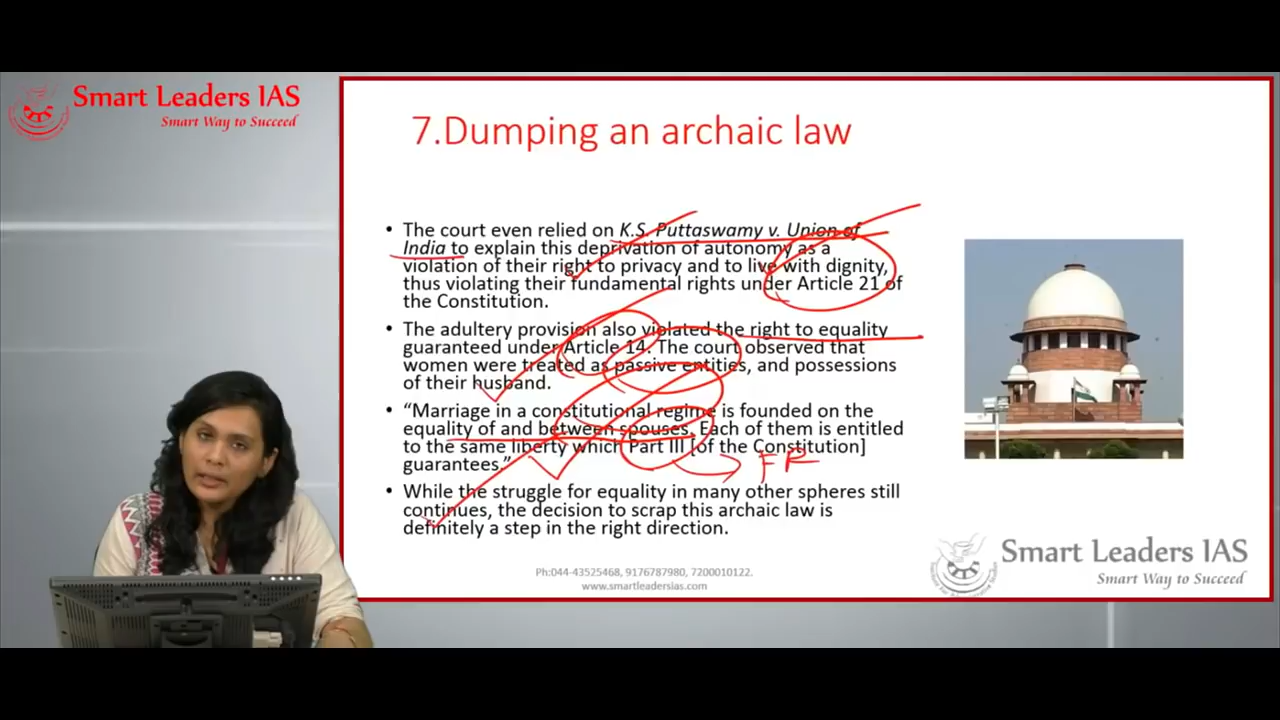 Smart Leaders IAS
Smart Way to Succeed
7.Dumping an archaic law
• The court even relied on K.S. Puttaswamy v. Union of
India to explain this deprivation of autonomy as a
violation of their right to privacy and to live with dignity,
thus violating their fundamental rights under Article 21 of
the Constitution.
• The adultery provision also violated the right to equality
guaranteed under Article 14. The court observed that
women were treated as passive entities, and possessions
of their husband.
• “Marriage in a constitutional regime is founded on the
equality of and between spouses. Each of them is entitled
to the same liberty which Part III [of the Constitution]
guarantees.”
FR
• While the struggle for equality in many other spheres still
continues, the decision to scrap this archaic law is
definitely a step in the right direction.
Ph:044-43525468, 9176787980, 7200010122.
www.smartleadersias.com
Smart Leaders IAS
Smart Way to Succeed